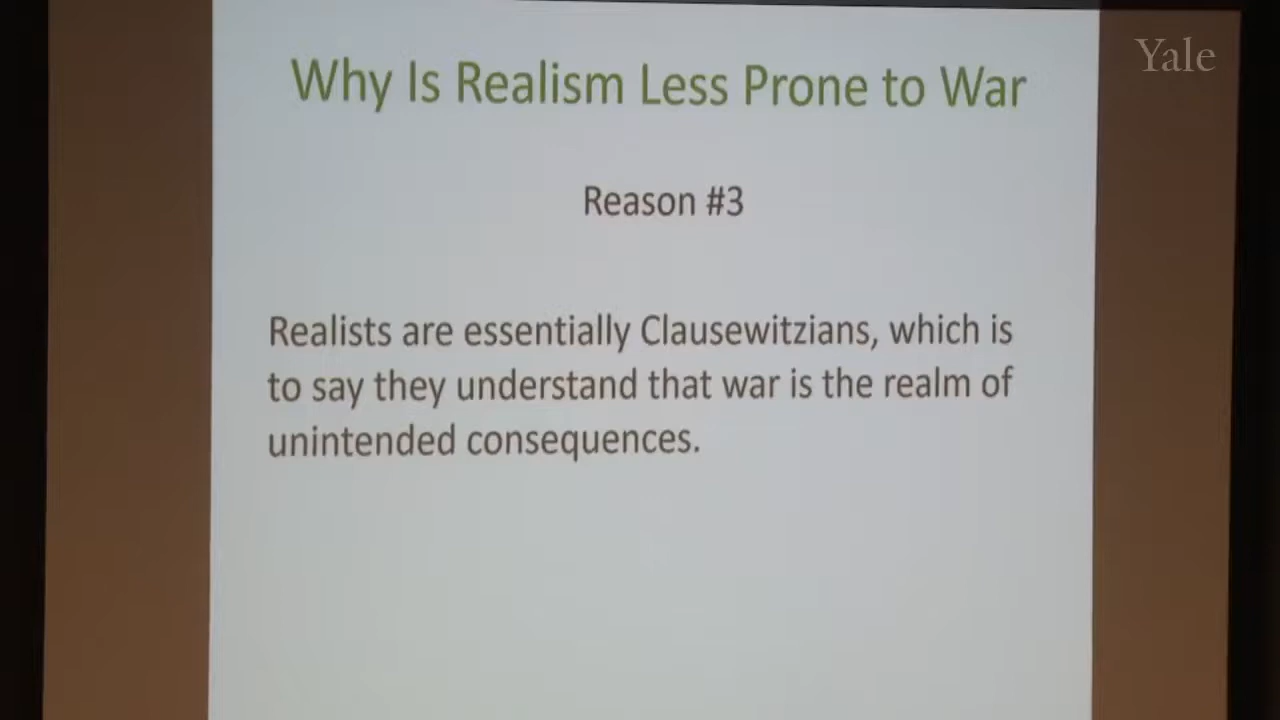 Yale
Why Is Realism Less Prone to War
Reason #3
Realists are essentially Clausewitzians, which is
to say they understand that war is the realm of
unintended consequences.